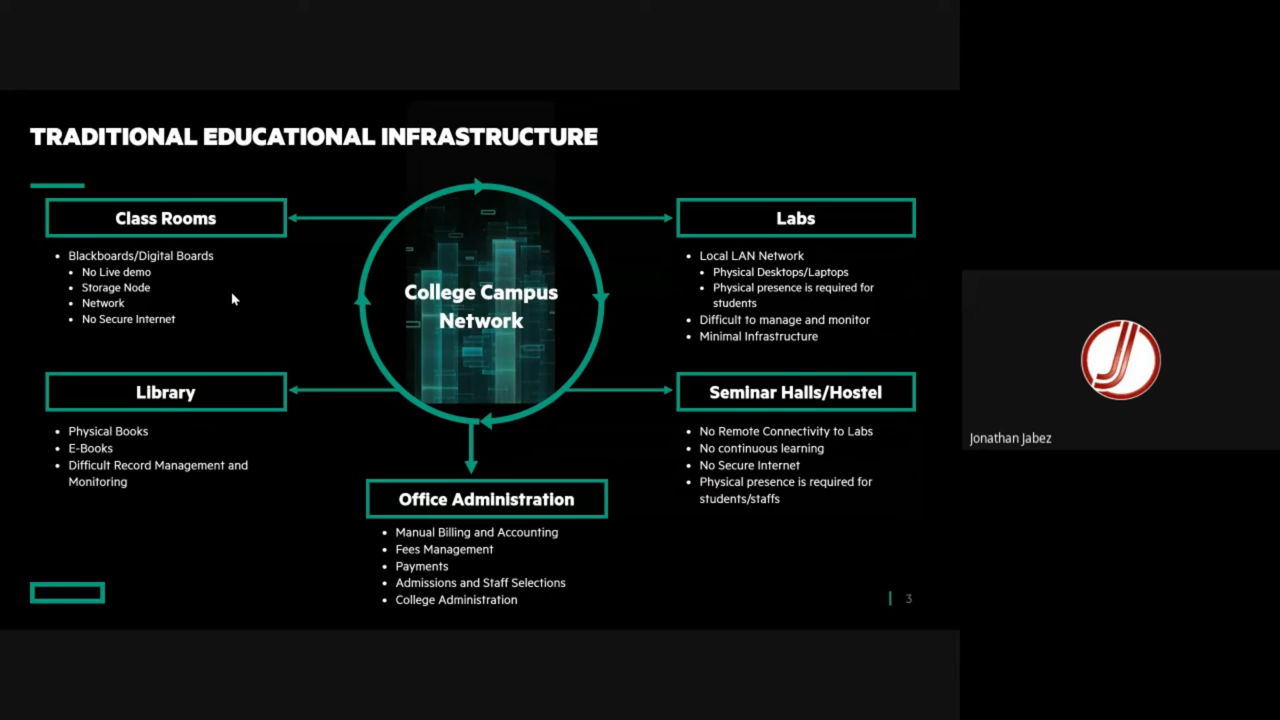 TRADITIONAL EDUCATIONAL INFRASTRUCTURE
Class Rooms
• Blackboards/Digital Boards
• No Live demo
• Storage Node
• Network
• No Secure Internet
College Campus
Network
Labs
• Local LAN Network
• Physical Desktops/Laptops
• Physical presence is required for
students
• Difficult to manage and monitor
• Minimal Infrastructure
Library
• Physical Books
• E-Books
• Difficult Record Management and
Monitoring
Seminar Halls/Hostel
• No Remote Connectivity to Labs
• No continuous learning
• No Secure Internet
• Physical presence is required for
students/staffs
Office Administration
• Manual Billing and Accounting
• Fees Management
• Payments
• Admissions and Staff Selections
• College Administration
3
Jonathan Jabez